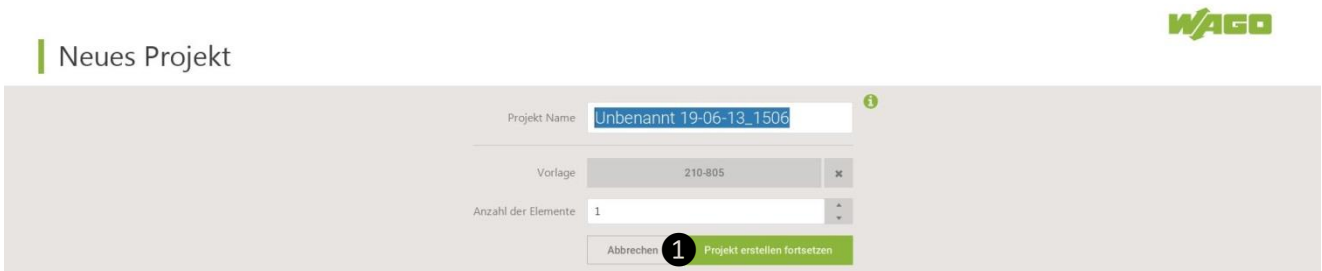 WAGO
Neues Projekt
Projekt Name Unbenannt 19-06-13_1506
Vorlage 210-805
Anzahl der Elemente 1
Abbrechen 1 Projekt erstellen fortsetzen